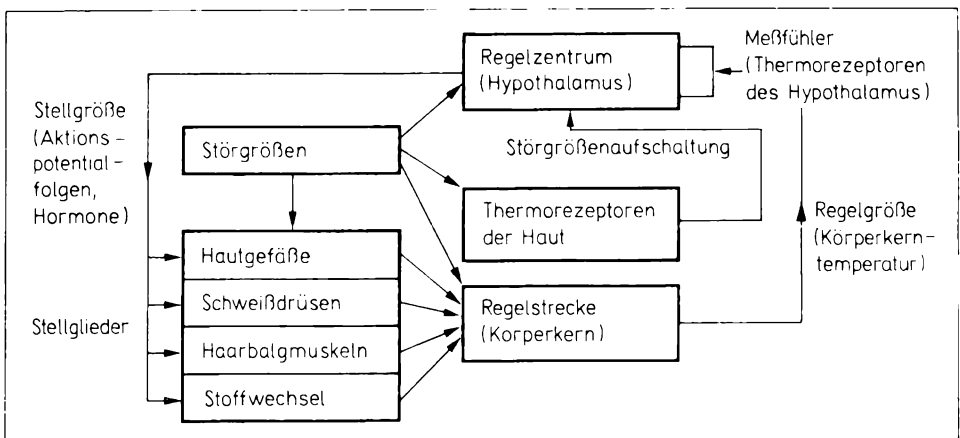 Regelzentrum
(Hypothalamus)
Meßfühler
(Thermorezeptoren
des Hypothalamus)
Stellgröße
(Aktions-
potential-
folgen,
Hormone)
Störgrößen
Störgrößenaufschaltung
Thermorezeptoren
der Haut
Regelgröße
(Körperkern-
temperatur)
Hautgefäße
Schweißdrüsen
Haarbalgmuskeln
Stoffwechsel
Stellglieder
Regelstrecke
(Korperkern)